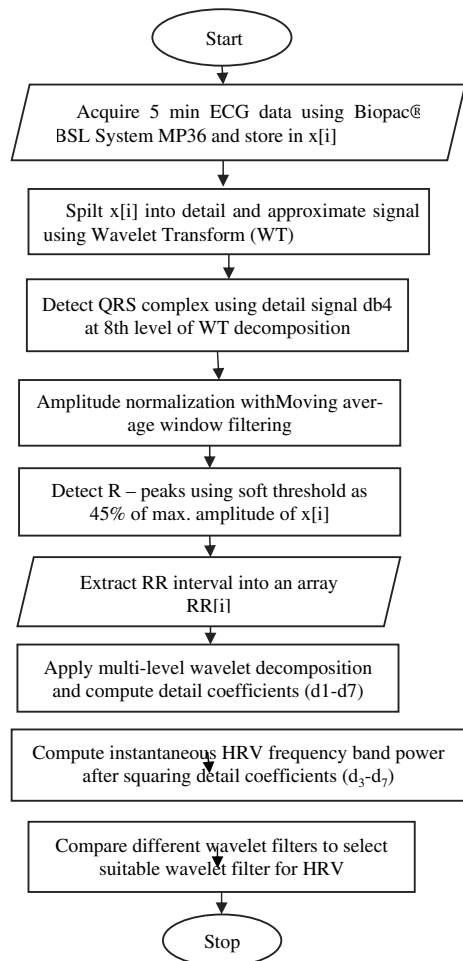 Start
Acquire 5 min ECG data using Biopac®
BSL System MP36 and store in x[i]
Spilt x[i] into detail and approximate signal
using Wavelet Transform (WT)
Detect QRS complex using detail signal db4
at 8th level of WT decomposition
Amplitude normalization withMoving aver-
age window filtering
Detect R – peaks using soft threshold as
45% of max. amplitude of x[i]
Extract RR interval into an array
RR[i]
Apply multi-level wavelet decomposition
and compute detail coefficients (d1-d7)
Compute instantaneous HRV frequency band power
after squaring detail coefficients (d₃-d₇)
Compare different wavelet filters to select
suitable wavelet filter for HRV
Stop